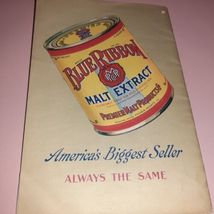 BLUE RIBBON
MALT EXTRACT
PREMIER MALT PRODUCTS
America's Biggest Seller
ALWAYS THE SAME